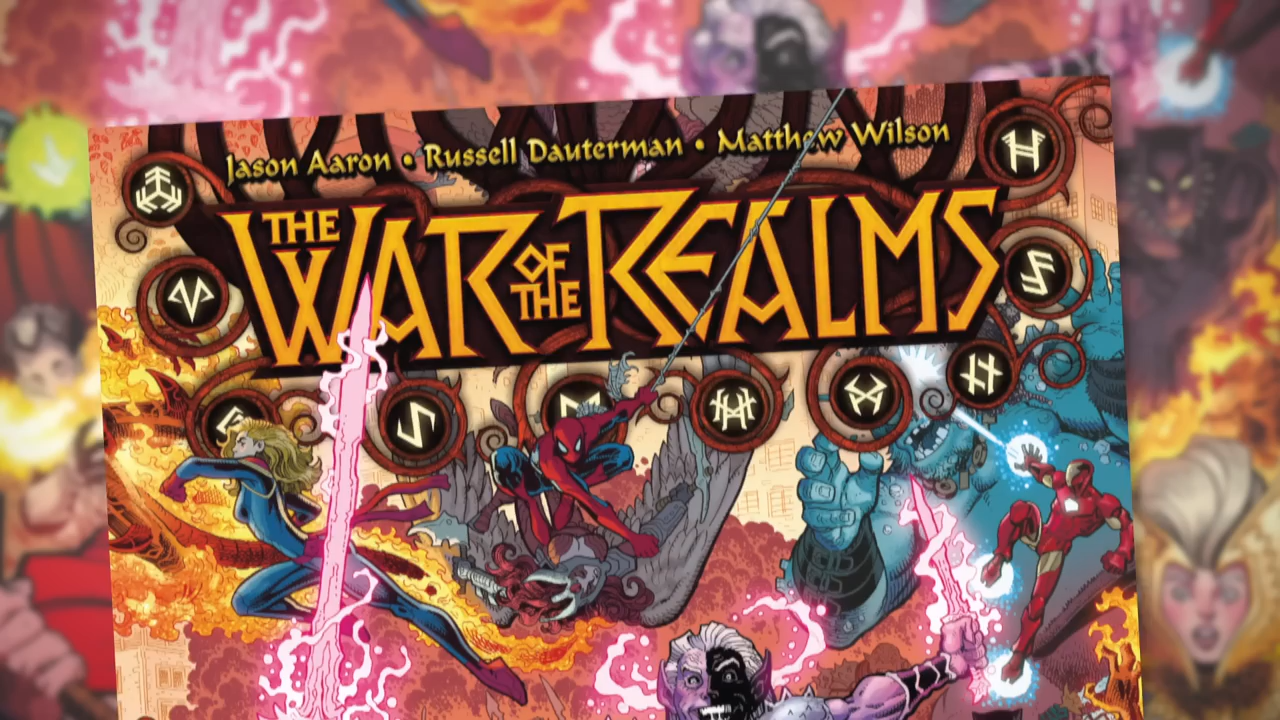 Jason Aaron • Russell Dauterman • Matthew Wilson
THE
WAR OF THE REALMS